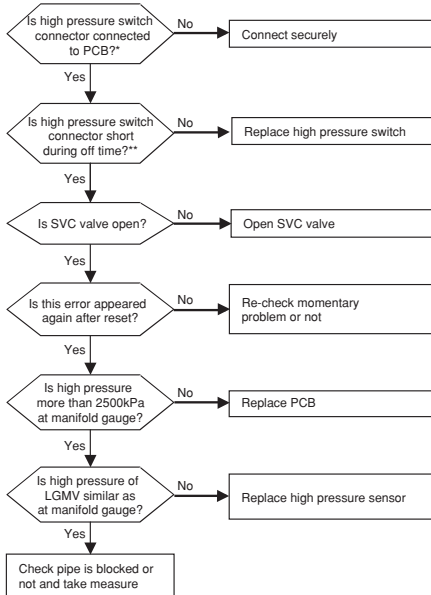 Is high pressure switch
connector connected
to PCB?*
No
Connect securely
Yes
Is high pressure switch
connector short
during off time?**
No
Replace high pressure switch
Yes
Is SVC valve open?
No
Open SVC valve
Yes
Is this error appeared
again after reset?
No
Re-check momentary
problem or not
Yes
Is high pressure
more than 2500kPa
at manifold gauge?
No
Replace PCB
Yes
Is high pressure of
LGMV similar as
at manifold gauge?
No
Replace high pressure sensor
Yes
Check pipe is blocked or
not and take measure